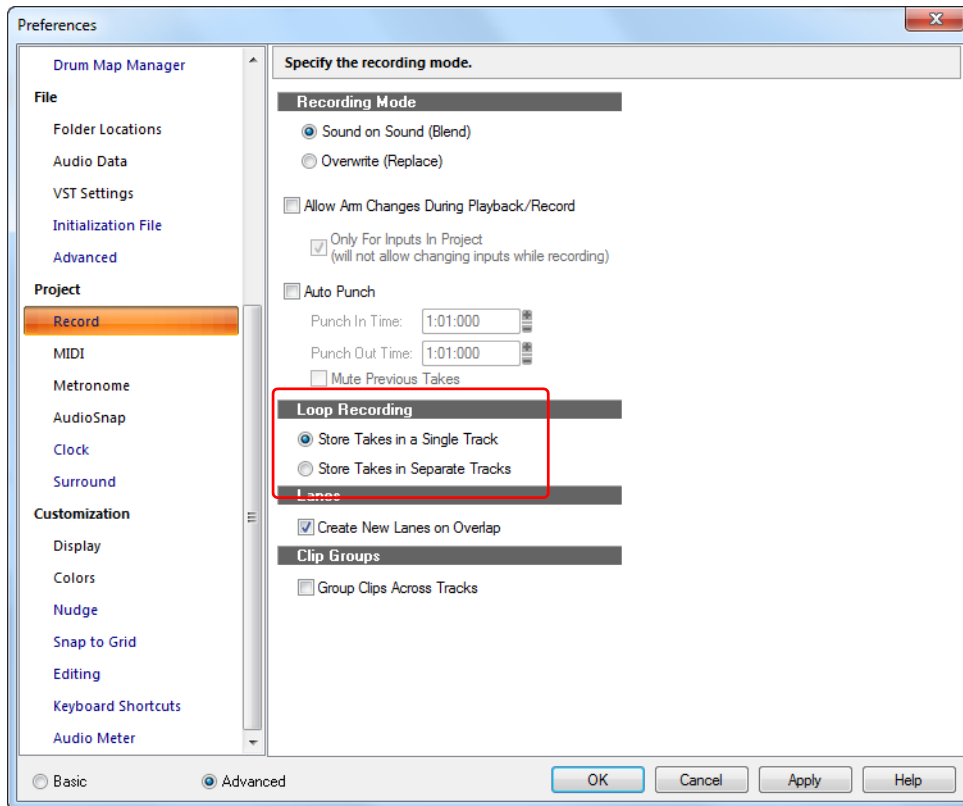 Preferences
Drum Map Manager
File
Folder Locations
Audio Data
VST Settings
Initialization File
Advanced
Project
Record
MIDI
Metronome
AudioSnap
Clock
Surround
Customization
Display
Colors
Nudge
Snap to Grid
Editing
Keyboard Shortcuts
Audio Meter
Specify the recording mode.
Recording Mode
Sound on Sound (Blend)
Overwrite (Replace)
Allow Arm Changes During Playback/Record
Only For Inputs In Project
(will not allow changing inputs while recording)
Auto Punch
Punch In Time: 1:01:000
Punch Out Time: 1:01:000
Mute Previous Takes
Loop Recording
Store Takes in a Single Track
Store Takes in Separate Tracks
Lanes
Create New Lanes on Overlap
Clip Groups
Group Clips Across Tracks
Basic
Advanced
OK
Cancel
Apply
Help